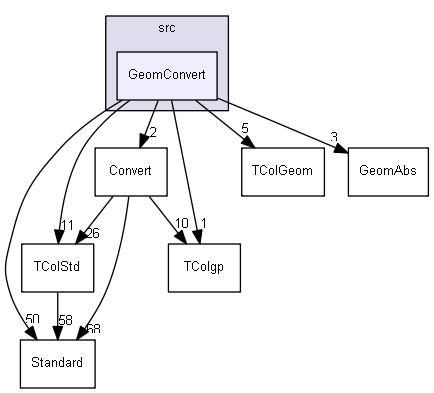 src
GeomConvert
2
5
3
Convert
TColGeom
GeomAbs
11
26
10
1
TColStd
TColgp
50
58
68
Standard